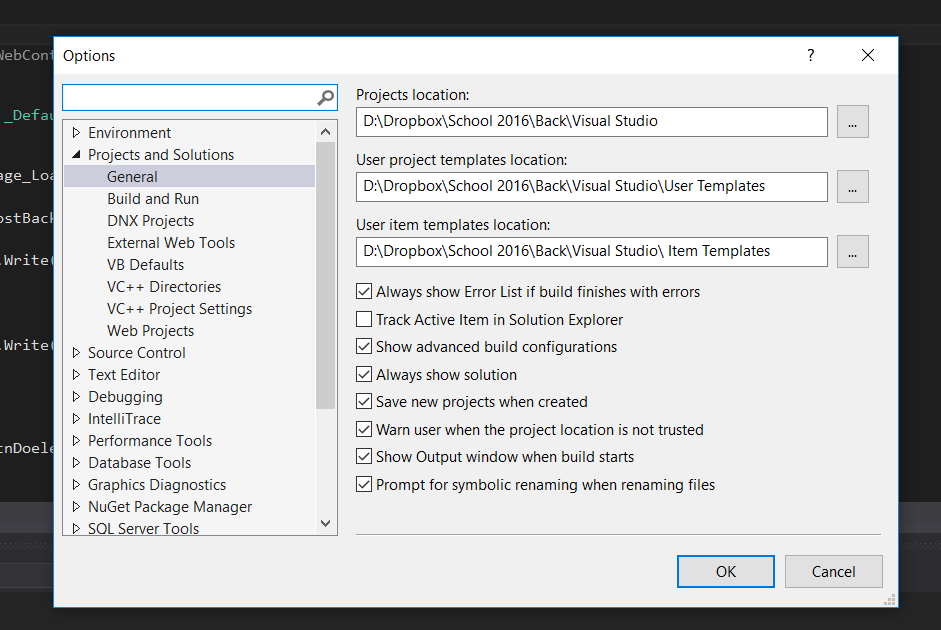 Options
?
Environment
Projects and Solutions
General
Build and Run
DNX Projects
External Web Tools
VB Defaults
VC++ Directories
VC++ Project Settings
Web Projects
Source Control
Text Editor
Debugging
IntelliTrace
Performance Tools
Database Tools
Graphics Diagnostics
NuGet Package Manager
SQL Server Tools
Projects location:
D:\Dropbox\School 2016\Back\Visual Studio
...
User project templates location:
D:\Dropbox\School 2016\Back\Visual Studio\User Templates
...
User item templates location:
D:\Dropbox\School 2016\Back\Visual Studio\ Item Templates
...
Always show Error List if build finishes with errors
Track Active Item in Solution Explorer
Show advanced build configurations
Always show solution
Save new projects when created
Warn user when the project location is not trusted
Show Output window when build starts
Prompt for symbolic renaming when renaming files
OK
Cancel
.Write(
.Write(